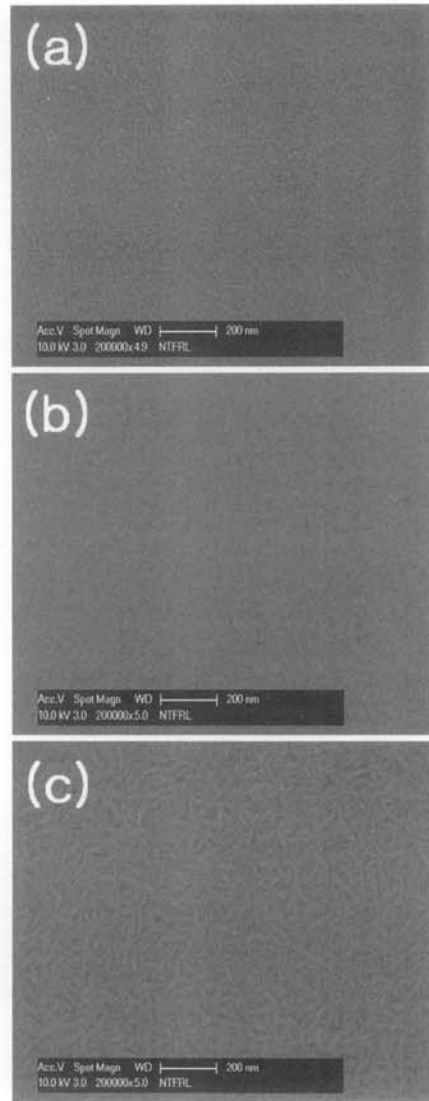 (a)
Acc.V Spot Magn WD 200 nm
10.0 kV 3.0 200000x 4.9 NTFRL
(b)
Acc.V Spot Magn WD 200 nm
10.0 kV 3.0 200000x 5.0 NTFRL
(c)
Acc.V Spot Magn WD 200 nm
10.0 kV 3.0 200000x 5.0 NTFRL